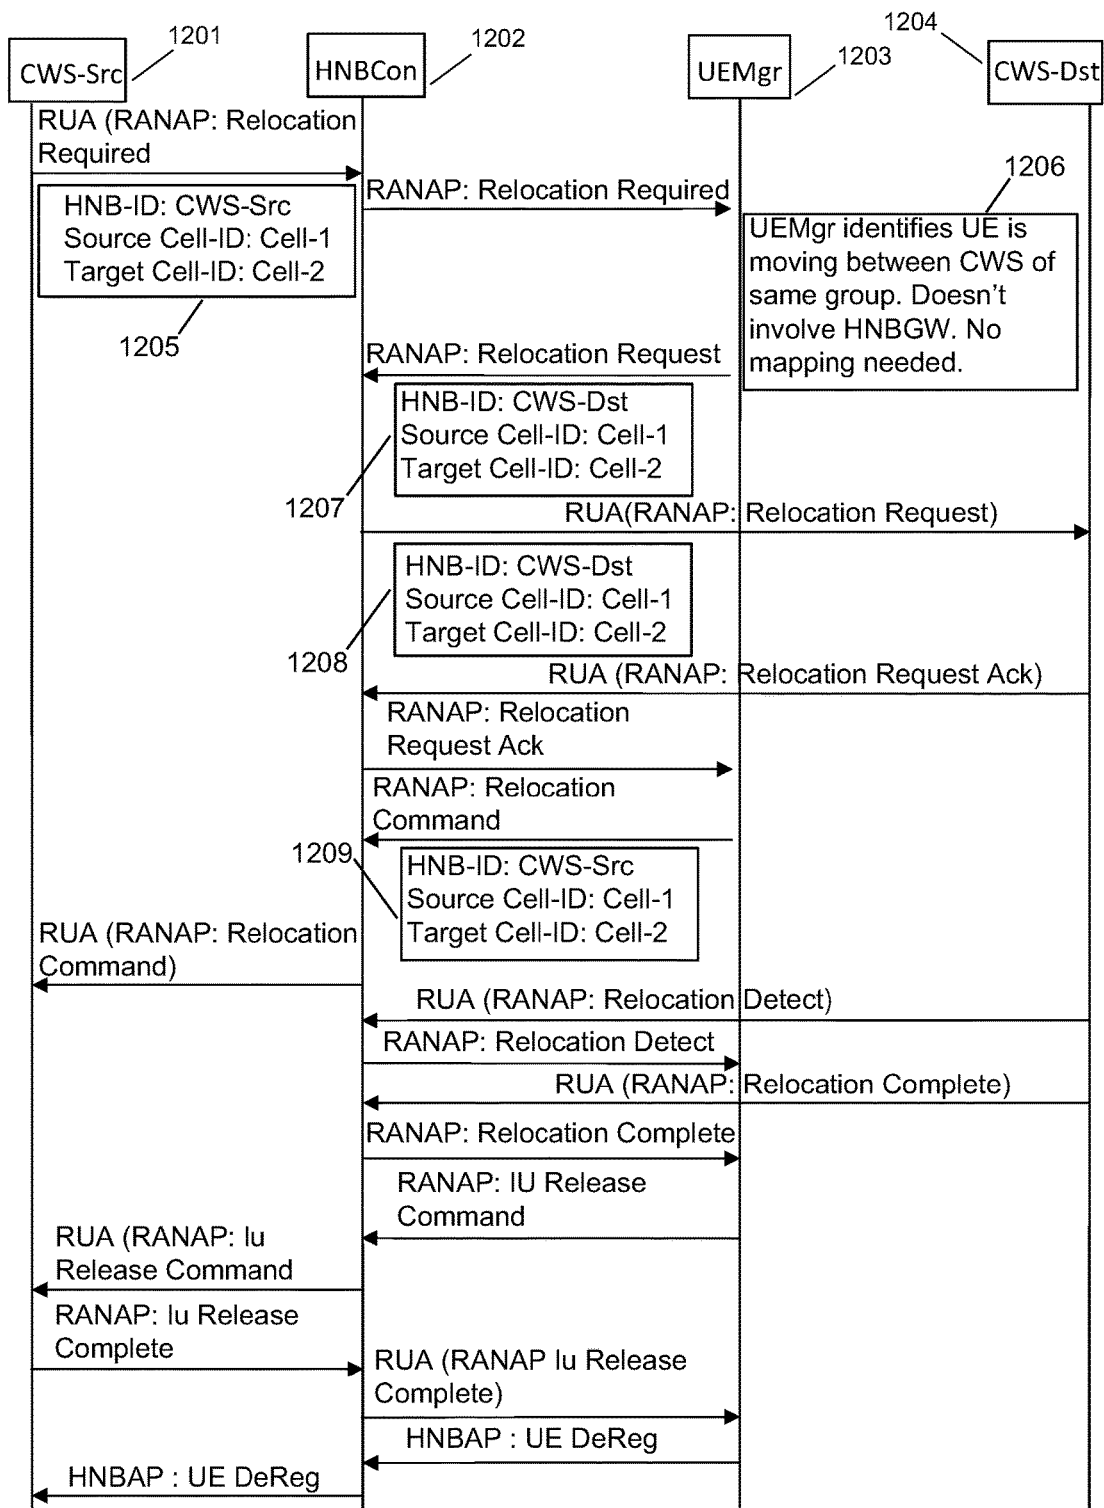 1201
1202
1203
1204
CWS-Src
HNBCon
UEMgr
CWS-Dst
RUA (RANAP: Relocation
Required
RANAP: Relocation Required
1206
HNB-ID: CWS-Src
Source Cell-ID: Cell-1
Target Cell-ID: Cell-2
1205
UEMgr identifies UE is
moving between CWS of
same group. Doesn't
involve HNBGW. No
mapping needed.
RANAP: Relocation Request
HNB-ID: CWS-Dst
Source Cell-ID: Cell-1
Target Cell-ID: Cell-2
1207
RUA(RANAP: Relocation Request)
HNB-ID: CWS-Dst
Source Cell-ID: Cell-1
Target Cell-ID: Cell-2
1208
RUA (RANAP: Relocation Request Ack)
RANAP: Relocation
Request Ack
RANAP: Relocation
Command
1209
HNB-ID: CWS-Src
Source Cell-ID: Cell-1
Target Cell-ID: Cell-2
RUA (RANAP: Relocation
Command)
RUA (RANAP: Relocation Detect)
RANAP: Relocation Detect
RUA (RANAP: Relocation Complete)
RANAP: Relocation Complete
RANAP: IU Release
Command
RUA (RANAP: Iu
Release Command
RANAP: Iu Release
Complete
RUA (RANAP Iu Release
Complete)
HNBAP : UE DeReg
HNBAP : UE DeReg